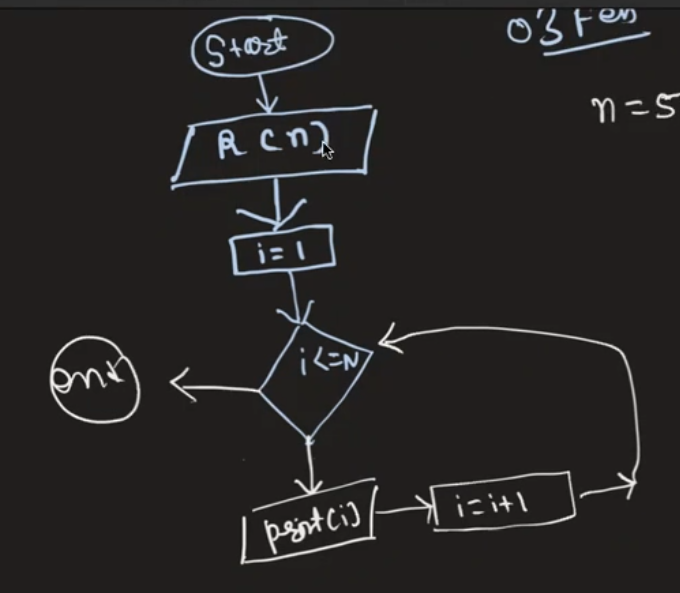 Start
n = 5
R (n)
i = 1
i <= N
end
print(i)
i = i+1